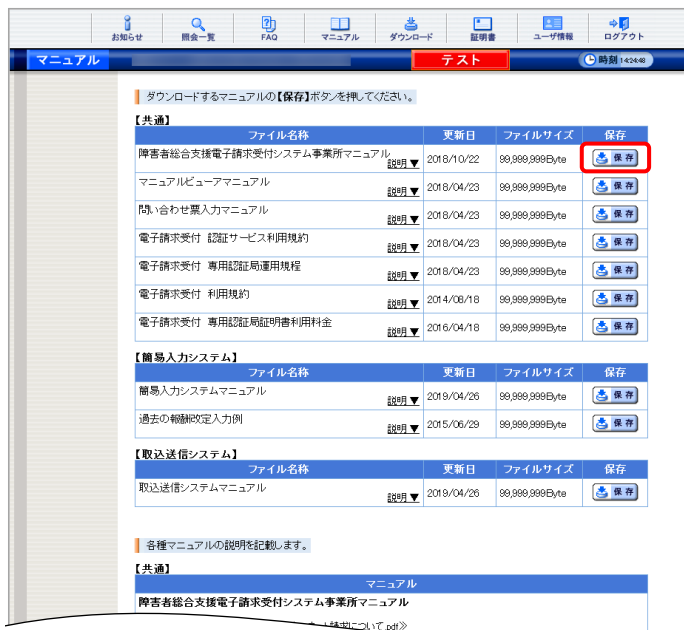 お知らせ 照会一覧 FAQ マニュアル ダウンロード 証明書 ユーザ情報 ログアウト
マニュアル テスト 時刻 14:24:48
ダウンロードするマニュアルの【保存】ボタンを押してください。
【共通】
ファイル名称 更新日 ファイルサイズ 保存
障害者総合支援電子請求受付システム事業所マニュアル 説明▼ 2018/10/22 99,999,999Byte 保存
マニュアルビューアマニュアル 説明▼ 2018/04/23 99,999,999Byte 保存
問い合わせ票入力マニュアル 説明▼ 2018/04/23 99,999,999Byte 保存
電子請求受付 認証サービス利用規約 説明▼ 2018/04/23 99,999,999Byte 保存
電子請求受付 専用認証局運用規程 説明▼ 2018/04/23 99,999,999Byte 保存
電子請求受付 利用規約 説明▼ 2014/08/18 99,999,999Byte 保存
電子請求受付 専用認証局証明書利用料金 説明▼ 2016/04/18 99,999,999Byte 保存
【簡易入力システム】
ファイル名称 更新日 ファイルサイズ 保存
簡易入力システムマニュアル 説明▼ 2019/04/26 99,999,999Byte 保存
過去の報酬改定入力例 説明▼ 2015/06/29 99,999,999Byte 保存
【取込送信システム】
ファイル名称 更新日 ファイルサイズ 保存
取込送信システムマニュアル 説明▼ 2019/04/26 99,999,999Byte 保存
各種マニュアルの説明を記載します。
【共通】
マニュアル
障害者総合支援電子請求受付システム事業所マニュアル
請求について.pdf≫